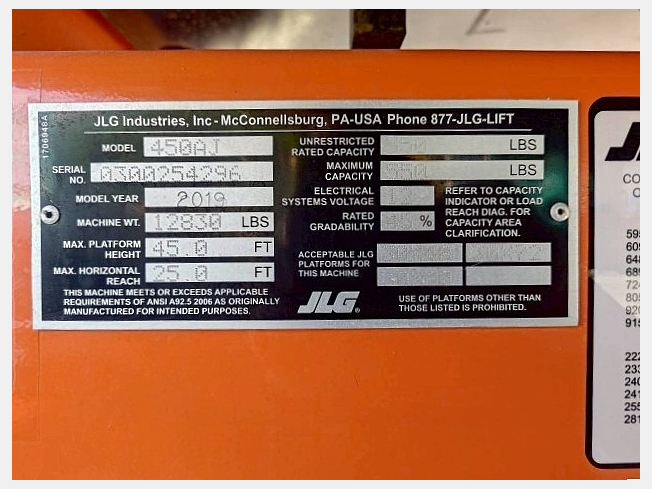 1706948A
JLG Industries, Inc - McConnellsburg, PA-USA Phone 877-JLG-LIFT
MODEL 450AJ
SERIAL NO. 0300254296
MODEL YEAR 2019
MACHINE WT. 12830 LBS
MAX. PLATFORM HEIGHT 45.0 FT
MAX. HORIZONTAL REACH 25.0 FT
THIS MACHINE MEETS OR EXCEEDS APPLICABLE
REQUIREMENTS OF ANSI A92.5 2006 AS ORIGINALLY
MANUFACTURED FOR INTENDED PURPOSES.
UNRESTRICTED RATED CAPACITY LBS
MAXIMUM CAPACITY 550 LBS
ELECTRICAL SYSTEMS VOLTAGE
RATED GRADABILITY %
REFER TO CAPACITY
INDICATOR OR LOAD
REACH DIAG. FOR
CAPACITY AREA
CLARIFICATION.
ACCEPTABLE JLG
PLATFORMS FOR
THIS MACHINE
JLG
USE OF PLATFORMS OTHER THAN
THOSE LISTED IS PROHIBITED.